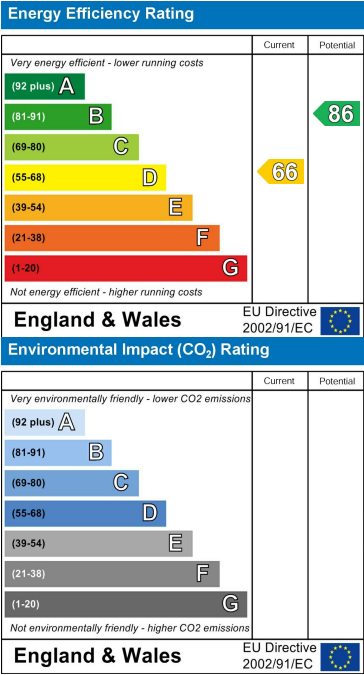 Energy Efficiency Rating
Current Potential
Very energy efficient - lower running costs
(92 plus) A
(81-91) B
86
(69-80) C
(55-68) D
66
(39-54) E
(21-38) F
(1-20) G
Not energy efficient - higher running costs
England & Wales
EU Directive
2002/91/EC
Environmental Impact (CO₂) Rating
Current Potential
Very environmentally friendly - lower CO2 emissions
(92 plus) A
(81-91) B
(69-80) C
(55-68) D
(39-54) E
(21-38) F
(1-20) G
Not environmentally friendly - higher CO2 emissions
England & Wales
EU Directive
2002/91/EC